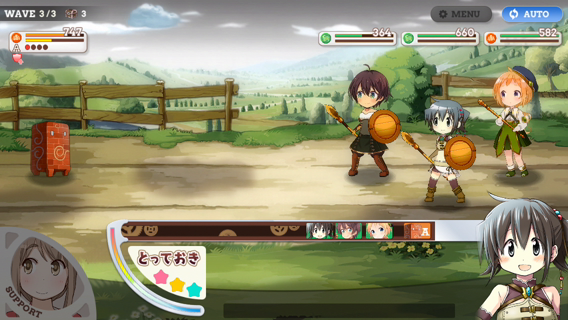 WAVE 3/3 3
MENU
AUTO
747
A
364
660
582
A
とっておき
SUPPORT